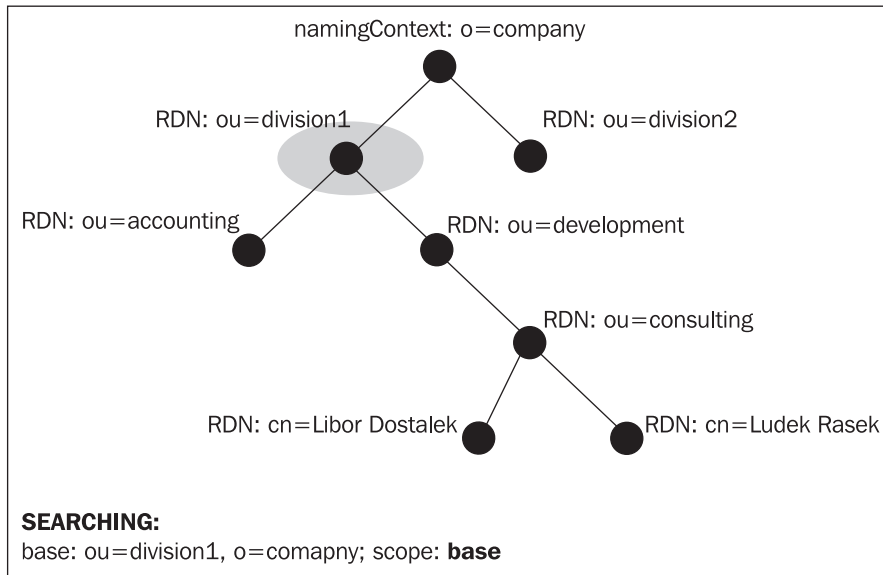 namingContext: o=company
RDN: ou=division1
RDN: ou=division2
RDN: ou=accounting
RDN: ou=development
RDN: ou=consulting
RDN: cn=Libor Dostalek
RDN: cn=Ludek Rasek
SEARCHING:
base: ou=division1, o=comapny; scope: base